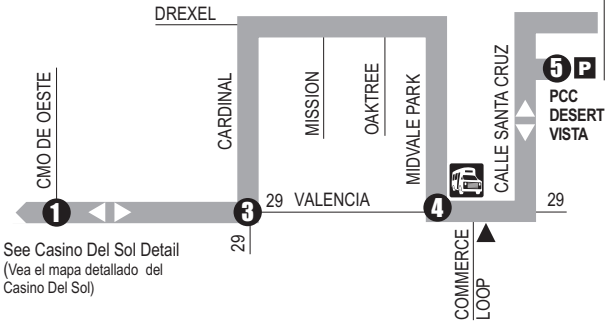 DREXEL
CMO DE OESTE
CARDINAL
MISSION
OAKTREE
MIDVALE PARK
CALLE SANTA CRUZ
5 P
PCC
DESERT
VISTA
1
3
29 VALENCIA
4
29
29
See Casino Del Sol Detail
(Vea el mapa detallado del
Casino Del Sol)
COMMERCE
LOOP